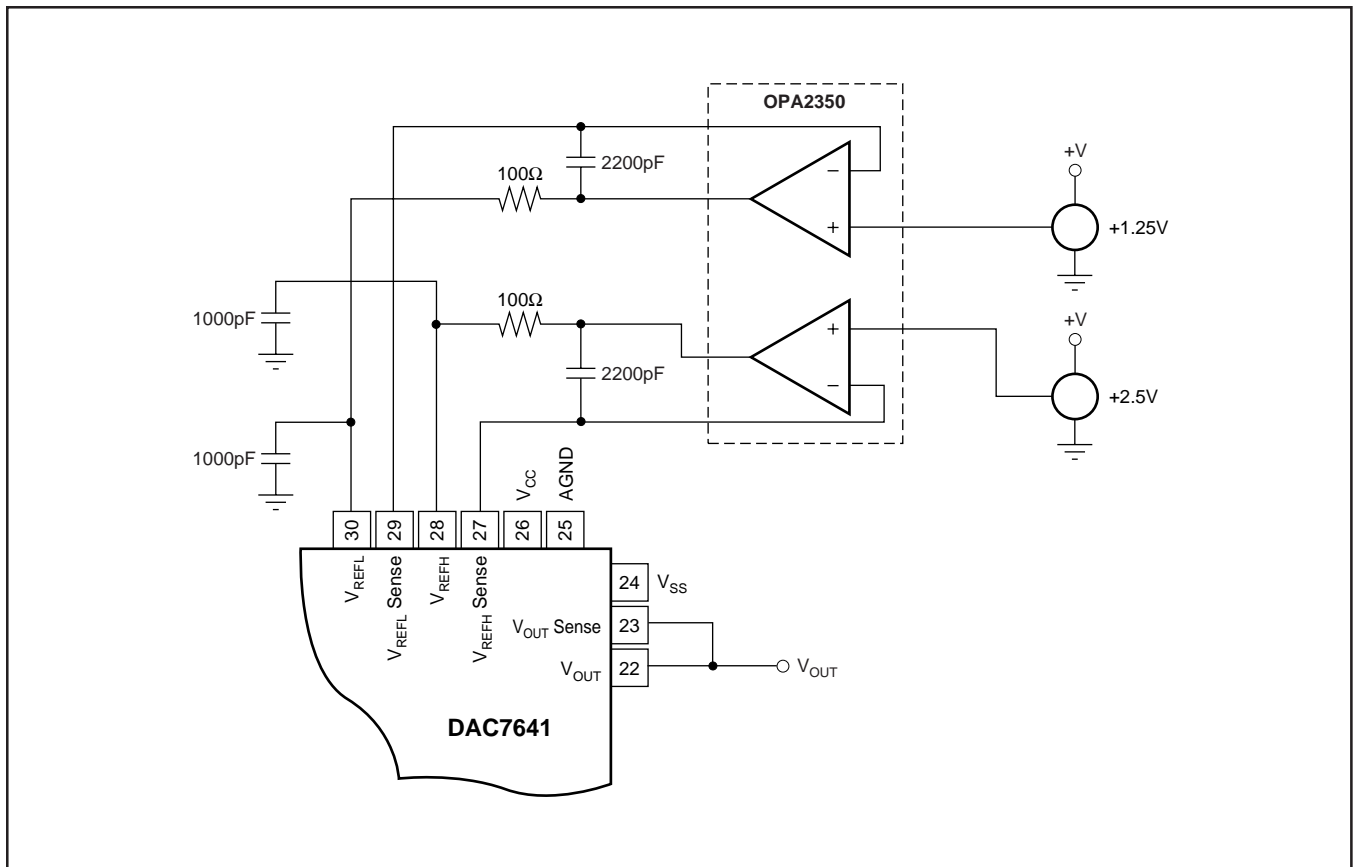 OPA2350
2200pF
100Ω
−
+
+V
+1.25V
100Ω
1000pF
2200pF
+
−
+V
+2.5V
1000pF
VCC
AGND
30
29
28
27
26
25
VREFL
VREFL Sense
VREFH
VREFH Sense
24 VSS
VOUT Sense 23
VOUT 22
VOUT
DAC7641